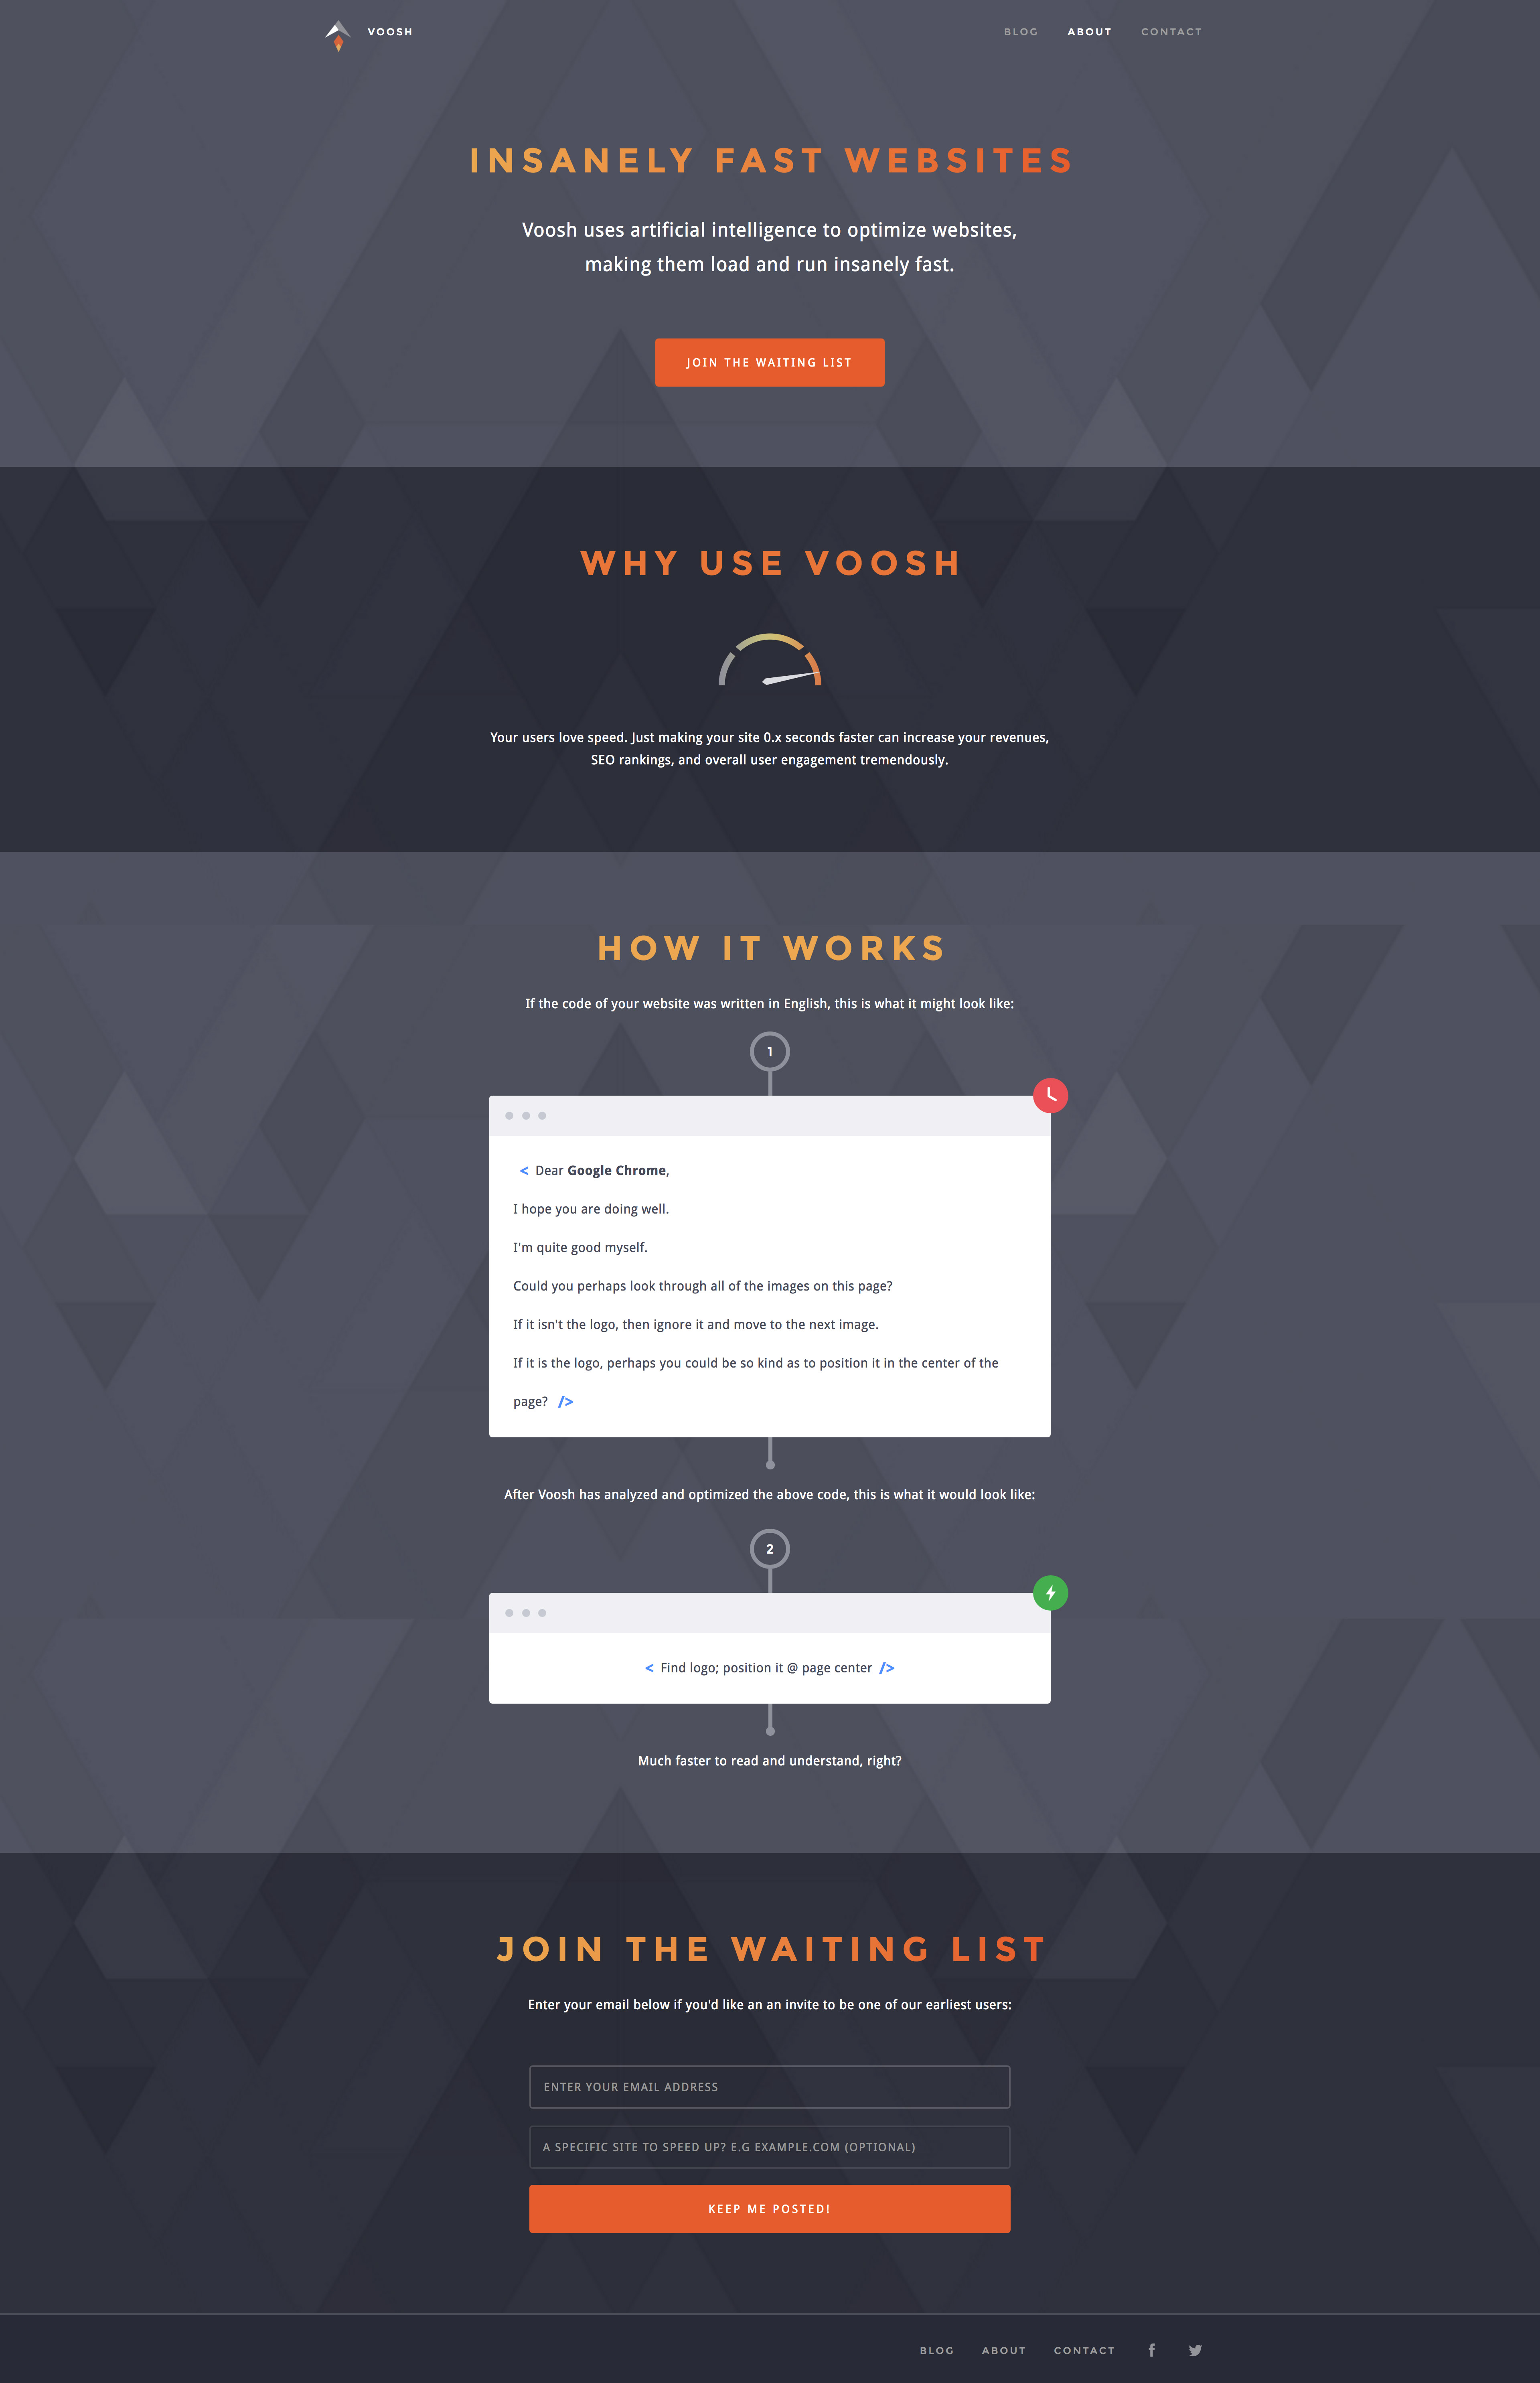 VOOSH
BLOG ABOUT CONTACT
INSANELY FAST WEBSITES
Voosh uses artificial intelligence to optimize websites,
making them load and run insanely fast.
JOIN THE WAITING LIST
WHY USE VOOSH
Your users love speed. Just making your site 0.x seconds faster can increase your revenues,
SEO rankings, and overall user engagement tremendously.
HOW IT WORKS
If the code of your website was written in English, this is what it might look like:
1
< Dear Google Chrome,
I hope you are doing well.
I'm quite good myself.
Could you perhaps look through all of the images on this page?
If it isn't the logo, then ignore it and move to the next image.
If it is the logo, perhaps you could be so kind as to position it in the center of the
page? />
After Voosh has analyzed and optimized the above code, this is what it would look like:
2
< Find logo; position it @ page center />
Much faster to read and understand, right?
JOIN THE WAITING LIST
Enter your email below if you'd like an an invite to be one of our earliest users:
ENTER YOUR EMAIL ADDRESS
A SPECIFIC SITE TO SPEED UP? E.G EXAMPLE.COM (OPTIONAL)
KEEP ME POSTED!
BLOG ABOUT CONTACT